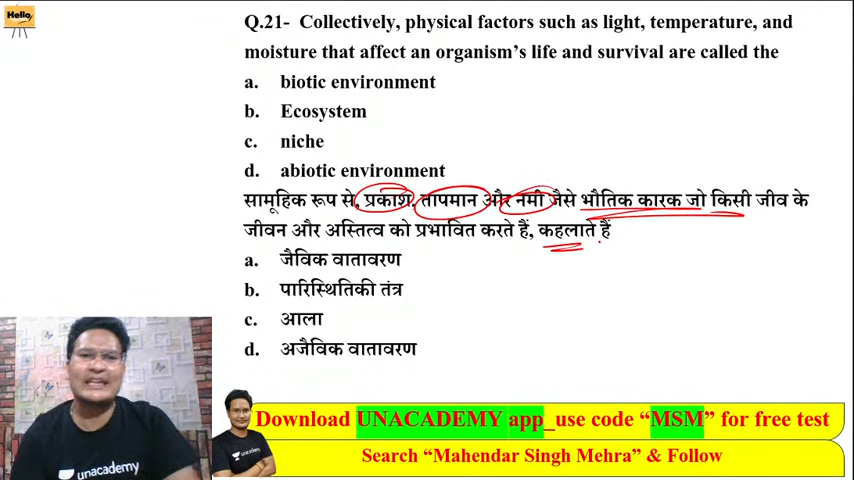 Hello,
Q.21- Collectively, physical factors such as light, temperature, and
moisture that affect an organism's life and survival are called the
a. biotic environment
b. Ecosystem
c. niche
d. abiotic environment
सामूहिक रूप से, प्रकाश, तापमान और नमी जैसे भौतिक कारक जो किसी जीव के
जीवन और अस्तित्व को प्रभावित करते हैं, कहलाते हैं
a. जैविक वातावरण
b. पारिस्थितिकी तंत्र
c. आला
d. अजैविक वातावरण
Download UNACADEMY app_use code “MSM” for free test
Search “Mahendar Singh Mehra” & Follow
unacademy
unacademy